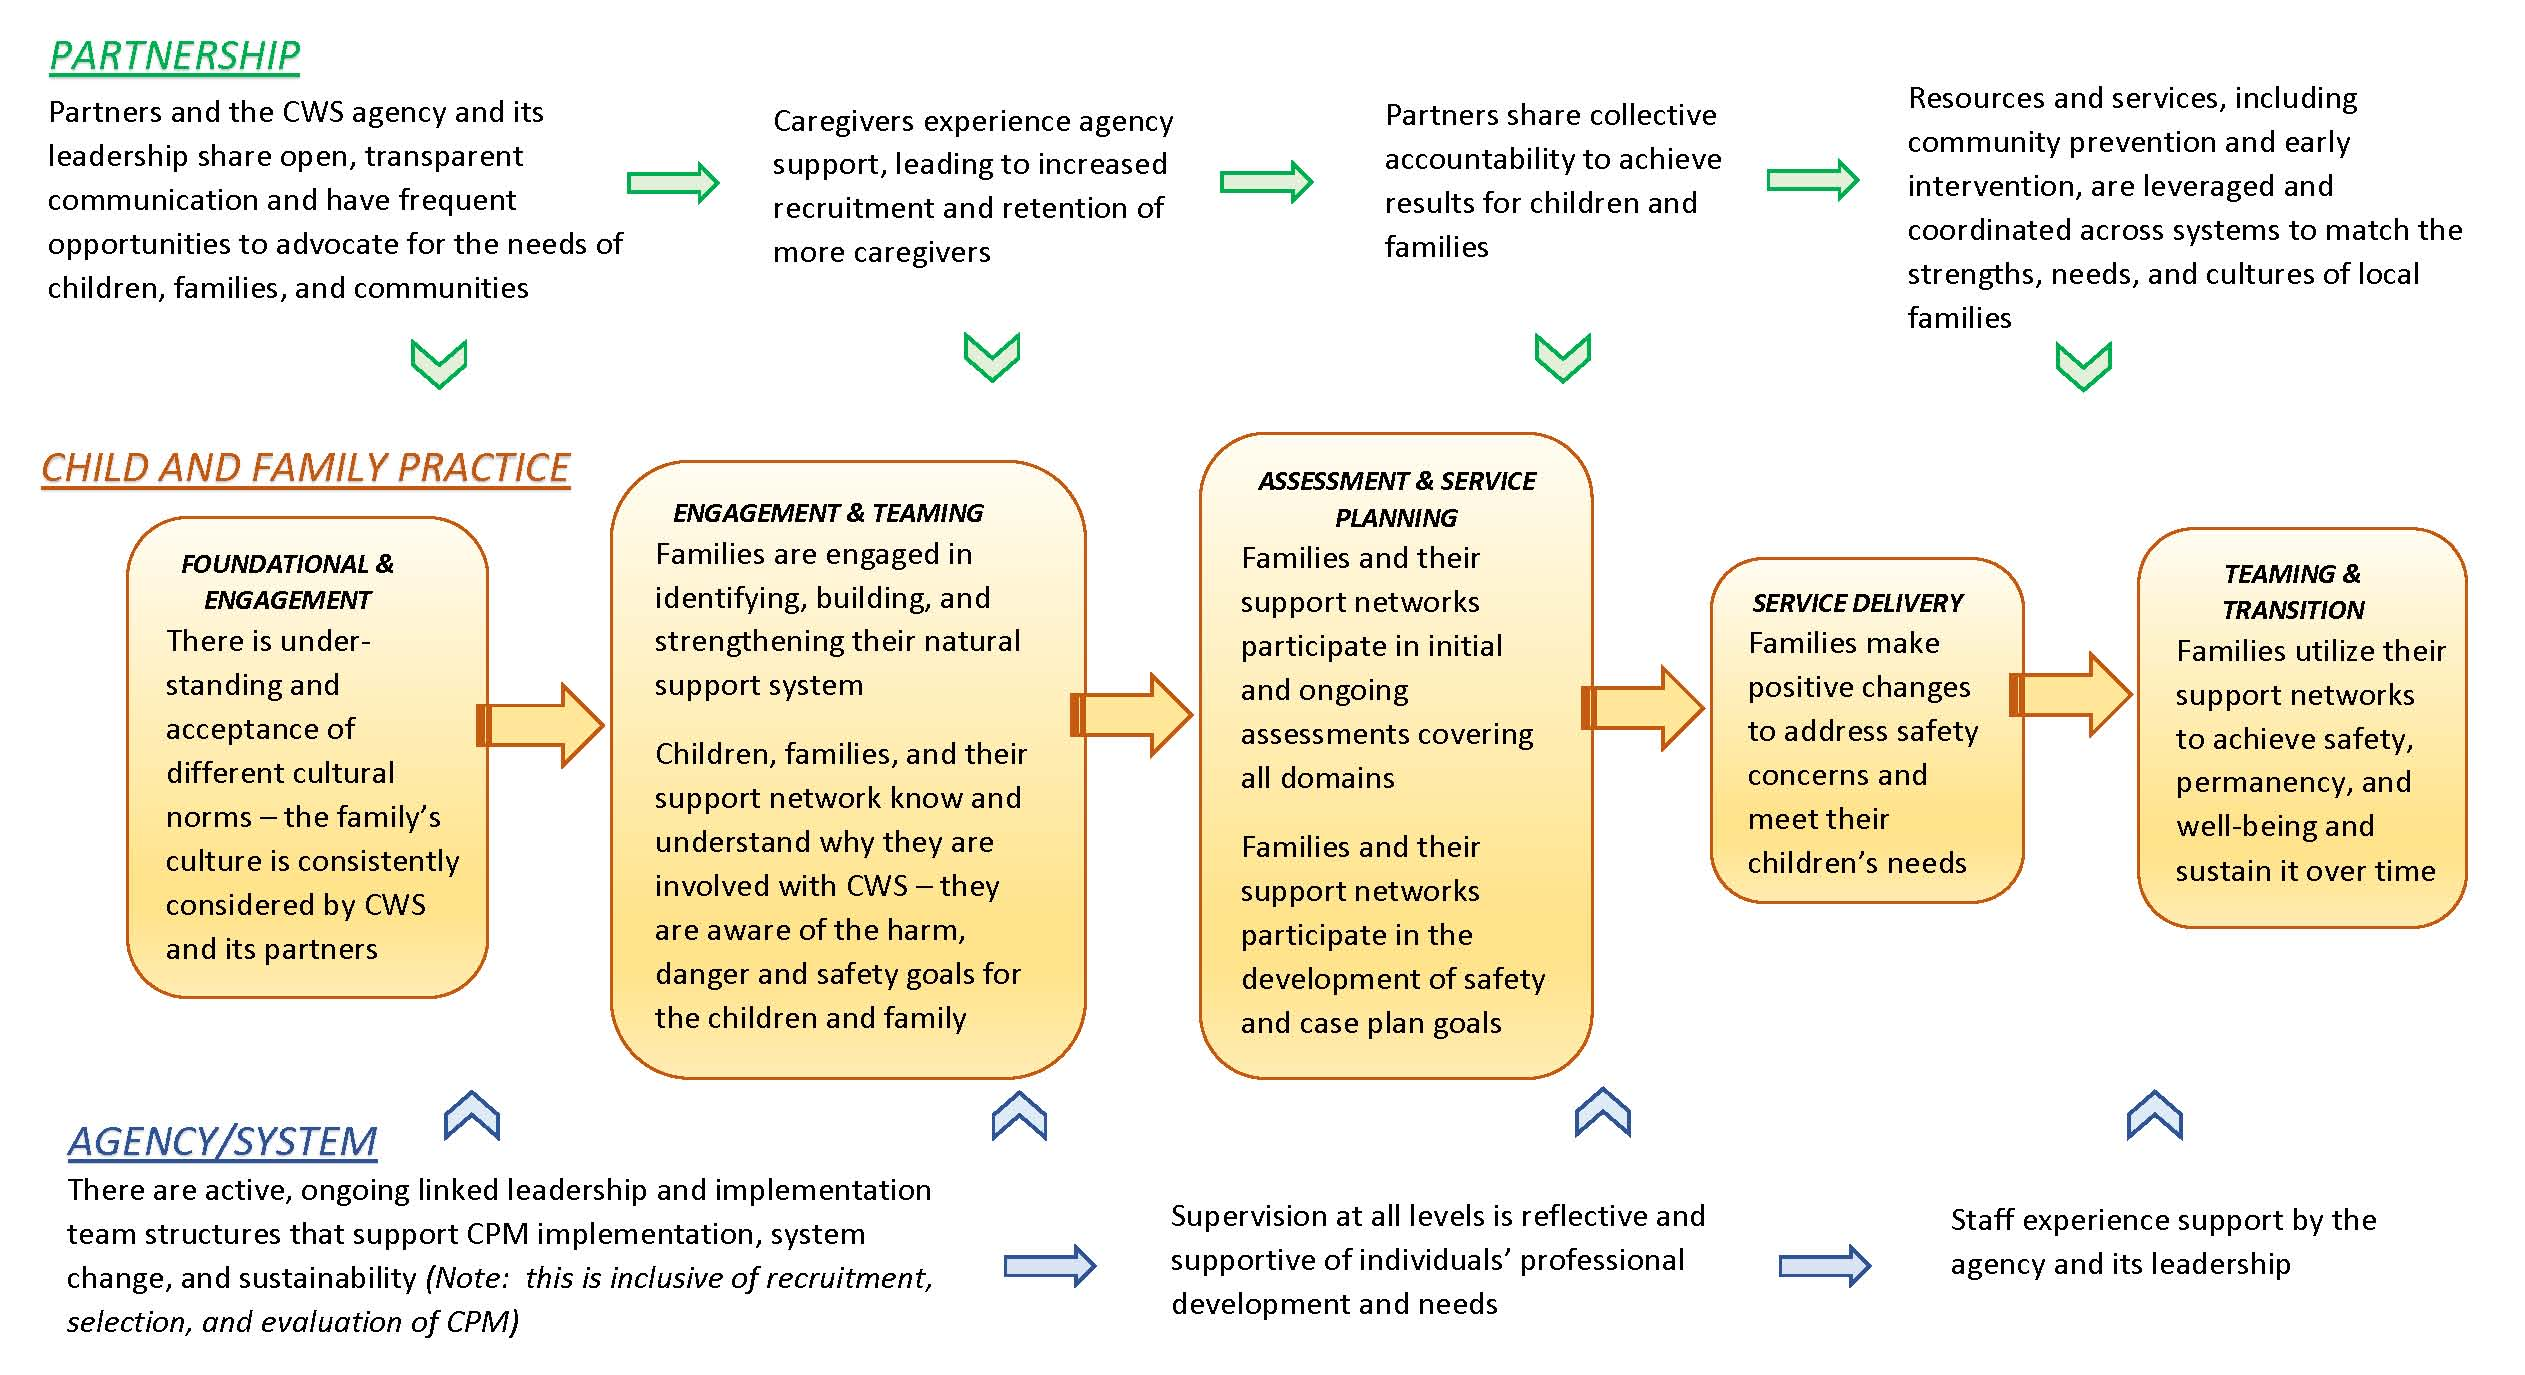 PARTNERSHIP
Partners and the CWS agency and its
leadership share open, transparent
communication and have frequent
opportunities to advocate for the needs of
children, families, and communities
Caregivers experience agency
support, leading to increased
recruitment and retention of
more caregivers
Partners share collective
accountability to achieve
results for children and
families
Resources and services, including
community prevention and early
intervention, are leveraged and
coordinated across systems to match the
strengths, needs, and cultures of local
families
CHILD AND FAMILY PRACTICE
FOUNDATIONAL &
ENGAGEMENT
There is under-
standing and
acceptance of
different cultural
norms – the family’s
culture is consistently
considered by CWS
and its partners
ENGAGEMENT & TEAMING
Families are engaged in
identifying, building, and
strengthening their natural
support system
Children, families, and their
support network know and
understand why they are
involved with CWS – they
are aware of the harm,
danger and safety goals for
the children and family
ASSESSMENT & SERVICE
PLANNING
Families and their
support networks
participate in initial
and ongoing
assessments covering
all domains
Families and their
support networks
participate in the
development of safety
and case plan goals
SERVICE DELIVERY
Families make
positive changes
to address safety
concerns and
meet their
children’s needs
TEAMING &
TRANSITION
Families utilize their
support networks
to achieve safety,
permanency, and
well-being and
sustain it over time
AGENCY/SYSTEM
There are active, ongoing linked leadership and implementation
team structures that support CPM implementation, system
change, and sustainability (Note:  this is inclusive of recruitment,
selection, and evaluation of CPM)
Supervision at all levels is reflective and
supportive of individuals’ professional
development and needs
Staff experience support by the
agency and its leadership